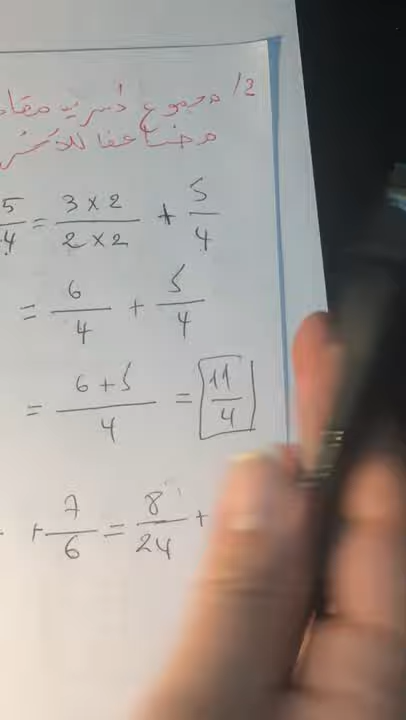 2/ مجموع كسرين مقا
مضاعفا للآخر
5/4 = 3 × 2 / 2 × 2 + 5/4
= 6/4 + 5/4
= 6 + 5 / 4 = 11/4
+ 7/6 = 8/24 +